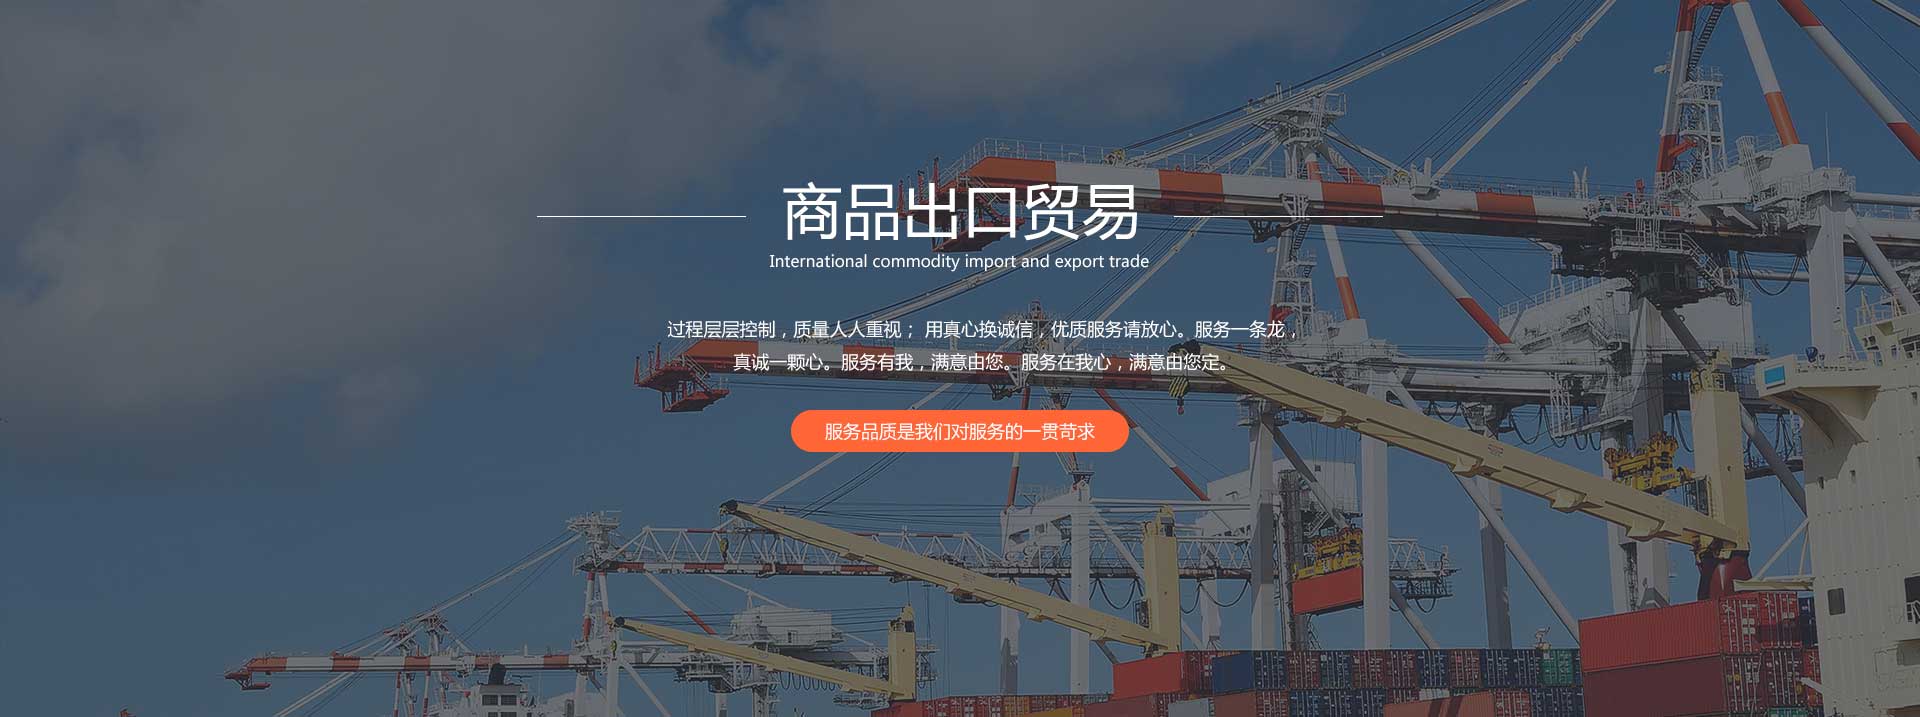 商品出口贸易
International commodity import and export trade
过程层层控制，质量人人重视； 用真心换诚信，优质服务请放心。服务一条龙，
真诚一颗心。服务有我，满意由您。服务在我心，满意由您定。
服务品质是我们对服务的一贯苛求